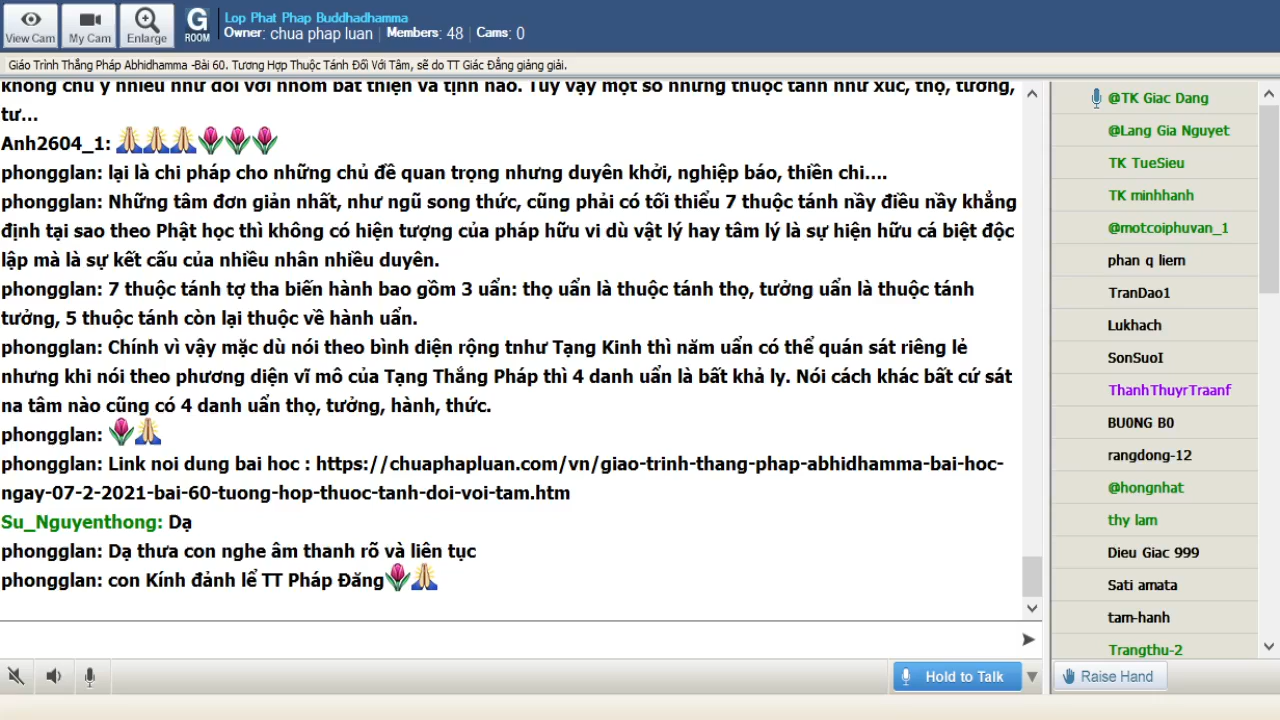 View Cam
My Cam
Enlarge
G
ROOM
Lop Phat Phap Buddhadhamma
Owner: chua phap luan | Members: 48 | Cams: 0
Giáo Trình Thắng Pháp Abhidhamma -Bài 60. Tương Hợp Thuộc Tánh Đối Với Tâm, sẽ do TT Giác Đẳng giảng giải.
không chú ý nhiều như đối với nhóm bất thiện và tịnh hảo. Tuy vậy một số những thuộc tánh như xúc, thọ, tưởng,
tư...
Anh2604_1:
phongglan: lại là chi pháp cho những chủ đề quan trọng nhưng duyên khởi, nghiệp báo, thiền chi....
phongglan: Những tâm đơn giản nhất, như ngũ song thức, cũng phải có tối thiểu 7 thuộc tánh nầy điều nầy khẳng
định tại sao theo Phật học thì không có hiện tượng của pháp hữu vi dù vật lý hay tâm lý là sự hiện hữu cá biệt độc
lập mà là sự kết cấu của nhiều nhân nhiều duyên.
phongglan: 7 thuộc tánh tợ tha biến hành bao gồm 3 uẩn: thọ uẩn là thuộc tánh thọ, tưởng uẩn là thuộc tánh
tưởng, 5 thuộc tánh còn lại thuộc về hành uẩn.
phongglan: Chính vì vậy mặc dù nói theo bình diện rộng tnhư Tạng Kinh thì năm uẩn có thể quán sát riêng lẻ
nhưng khi nói theo phương diện vĩ mô của Tạng Thắng Pháp thì 4 danh uẩn là bất khả ly. Nói cách khác bất cứ sát
na tâm nào cũng có 4 danh uẩn thọ, tưởng, hành, thức.
phongglan:
phongglan: Link noi dung bai hoc : https://chuaphapluan.com/vn/giao-trinh-thang-phap-abhidhamma-bai-hoc-
ngay-07-2-2021-bai-60-tuong-hop-thuoc-tanh-doi-voi-tam.htm
Su_Nguyenthong: Dạ
phongglan: Dạ thưa con nghe âm thanh rõ và liên tục
phongglan: con Kính đảnh lể TT Pháp Đăng
Hold to Talk
@TK Giac Dang
@Lang Gia Nguyet
TK TueSieu
TK minhhanh
@motcoiphuvan_1
phan q liem
TranDao1
Lukhach
SonSuoI
ThanhThuyrTraanf
BU0NG B0
rangdong-12
@hongnhat
thy lam
Dieu Giac 999
Sati amata
tam-hanh
Trangthu-2
Raise Hand